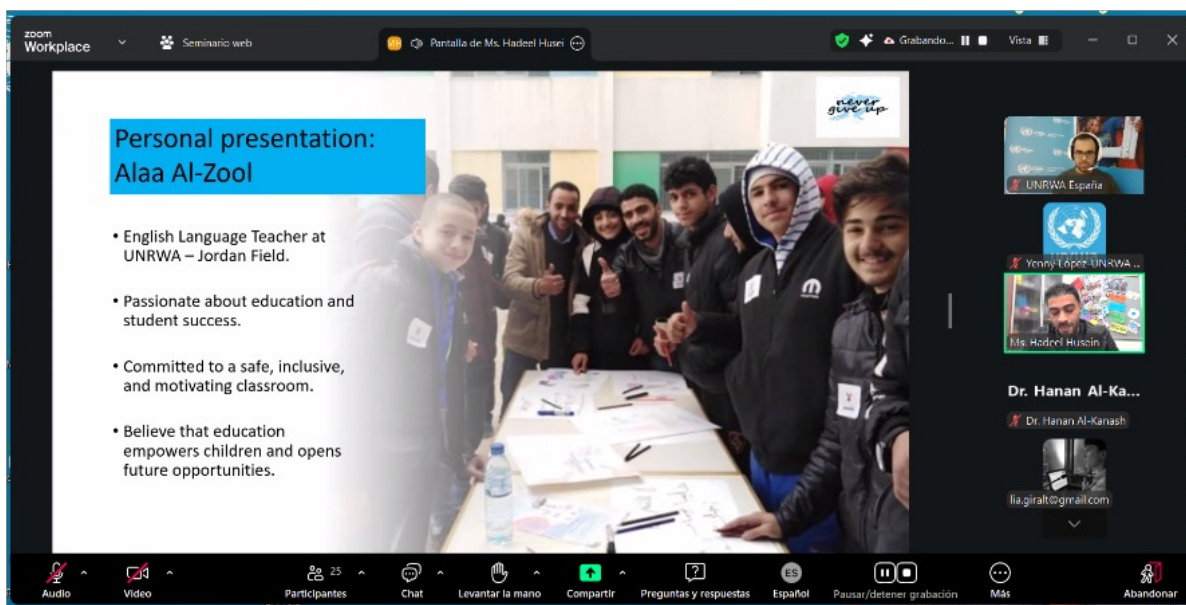 zoom
Workplace
Seminario web
Pantalla de Ms. Hadeel Husei
Grabando...
Vista
never
give up
Personal presentation:
Alaa Al-Zool
• English Language Teacher at
UNRWA – Jordan Field.
• Passionate about education and
student success.
• Committed to a safe, inclusive,
and motivating classroom.
• Believe that education
empowers children and opens
future opportunities.
UNRWA España
Yenny López-UNRWA ...
Ms. Hadeel Husein
Dr. Hanan Al-Ka...
Dr. Hanan Al-Kanash
lia.giralt@gmail.com
Audio
Video
25
Participantes
Chat
Levantar la mano
Compartir
Preguntas y respuestas
ES
Español
Pausar/detener grabación
Más
Abandonar